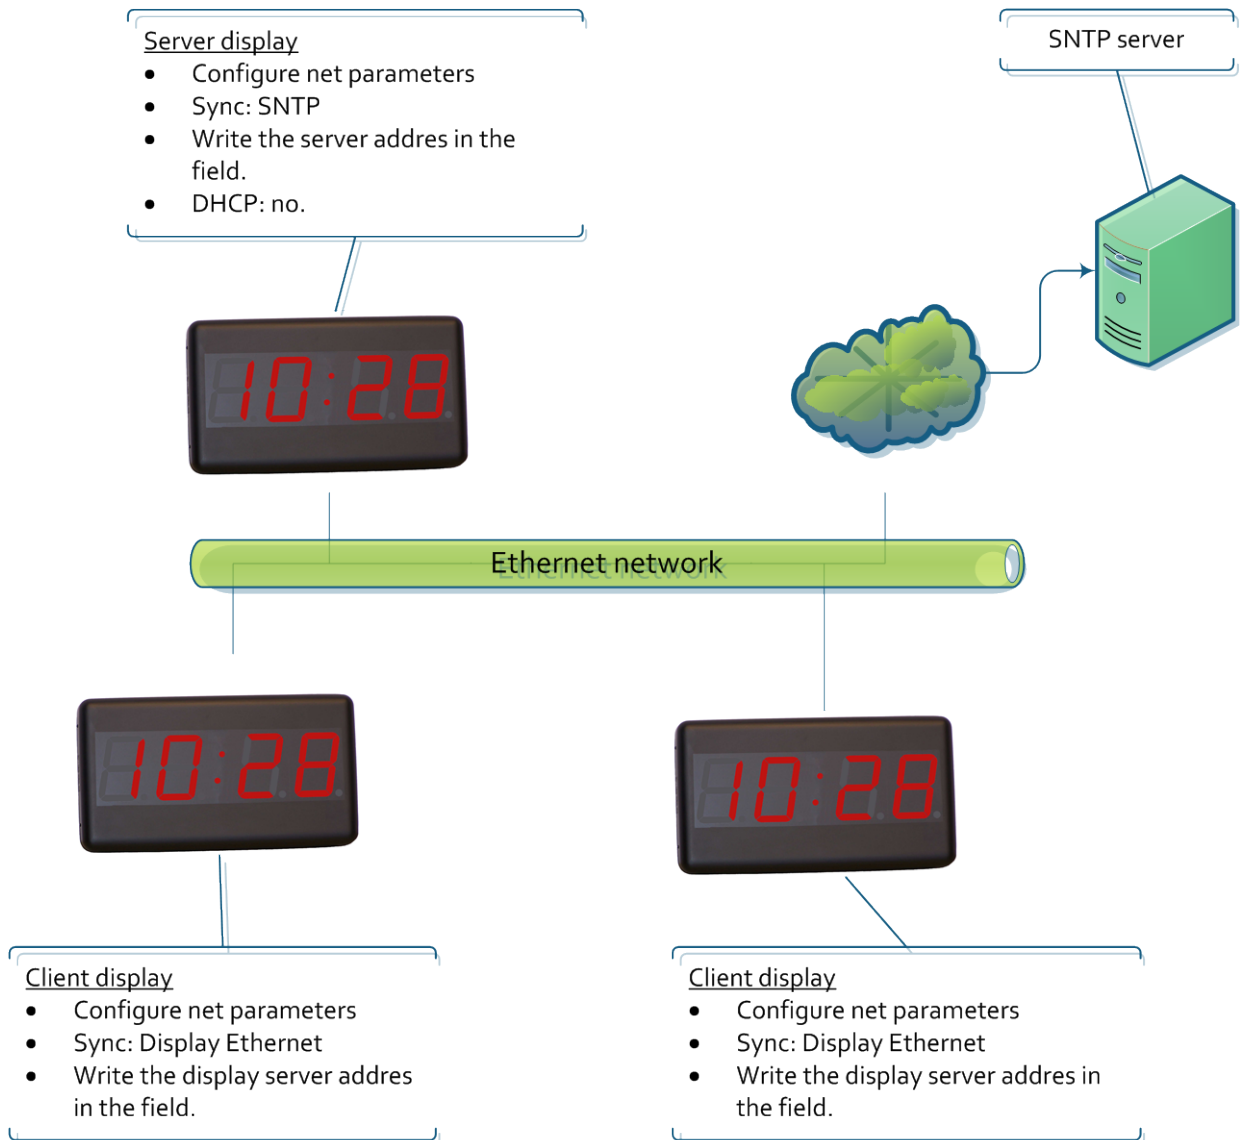 Server display
• Configure net parameters
• Sync: SNTP
• Write the server addres in the
field.
• DHCP: no.
SNTP server
10:28
Ethernet network
10:28
10:28
Client display
• Configure net parameters
• Sync: Display Ethernet
• Write the display server addres
in the field.
Client display
• Configure net parameters
• Sync: Display Ethernet
• Write the display server addres in
the field.